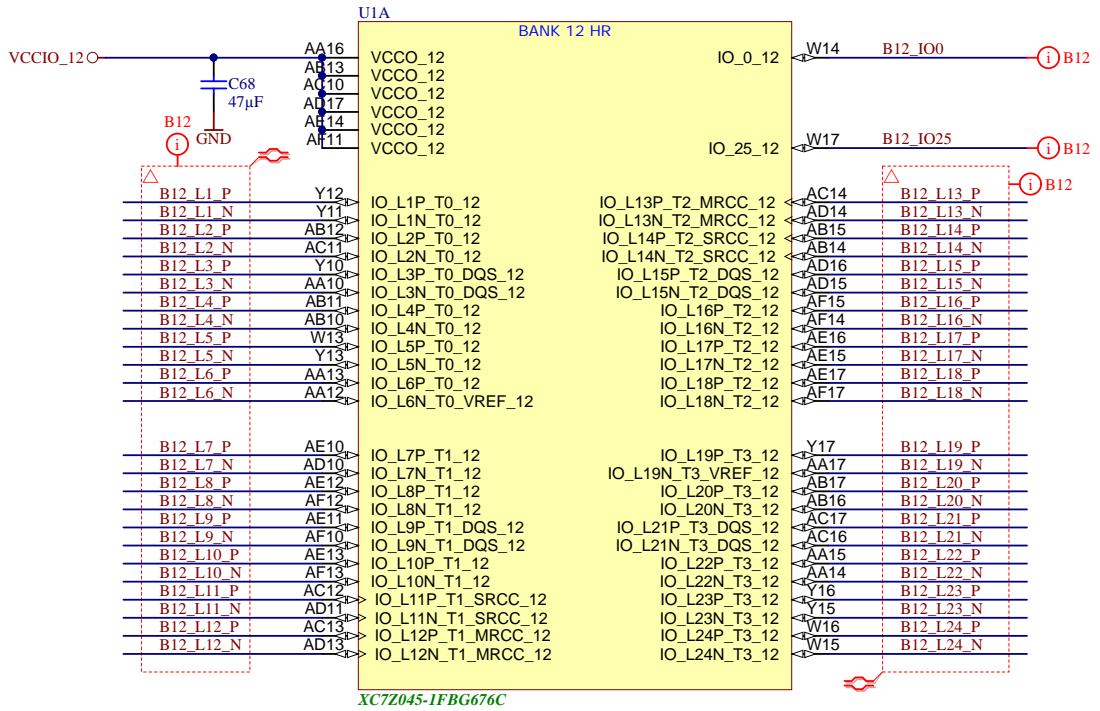 U1A
BANK 12 HR
VCCIO_12
AA16 VCCO_12
AB13 VCCO_12
AC10 VCCO_12
AD17 VCCO_12
AE14 VCCO_12
AF11 VCCO_12
C68
47µF
GND
B12
i
IO_0_12 W14 B12_IO0 i B12
IO_25_12 W17 B12_IO25 i B12
i B12
B12_L1_P Y12 IO_L1P_T0_12
B12_L1_N Y11 IO_L1N_T0_12
B12_L2_P AB12 IO_L2P_T0_12
B12_L2_N AC11 IO_L2N_T0_12
B12_L3_P Y10 IO_L3P_T0_DQS_12
B12_L3_N AA10 IO_L3N_T0_DQS_12
B12_L4_P AB11 IO_L4P_T0_12
B12_L4_N AB10 IO_L4N_T0_12
B12_L5_P W13 IO_L5P_T0_12
B12_L5_N Y13 IO_L5N_T0_12
B12_L6_P AA13 IO_L6P_T0_12
B12_L6_N AA12 IO_L6N_T0_VREF_12
B12_L7_P AE10 IO_L7P_T1_12
B12_L7_N AD10 IO_L7N_T1_12
B12_L8_P AE12 IO_L8P_T1_12
B12_L8_N AF12 IO_L8N_T1_12
B12_L9_P AE11 IO_L9P_T1_DQS_12
B12_L9_N AF10 IO_L9N_T1_DQS_12
B12_L10_P AE13 IO_L10P_T1_12
B12_L10_N AF13 IO_L10N_T1_12
B12_L11_P AC12 IO_L11P_T1_SRCC_12
B12_L11_N AD11 IO_L11N_T1_SRCC_12
B12_L12_P AC13 IO_L12P_T1_MRCC_12
B12_L12_N AD13 IO_L12N_T1_MRCC_12
IO_L13P_T2_MRCC_12 AC14 B12_L13_P
IO_L13N_T2_MRCC_12 AD14 B12_L13_N
IO_L14P_T2_SRCC_12 AB15 B12_L14_P
IO_L14N_T2_SRCC_12 AB14 B12_L14_N
IO_L15P_T2_DQS_12 AD16 B12_L15_P
IO_L15N_T2_DQS_12 AD15 B12_L15_N
IO_L16P_T2_12 AF15 B12_L16_P
IO_L16N_T2_12 AF14 B12_L16_N
IO_L17P_T2_12 AE16 B12_L17_P
IO_L17N_T2_12 AE15 B12_L17_N
IO_L18P_T2_12 AE17 B12_L18_P
IO_L18N_T2_12 AF17 B12_L18_N
IO_L19P_T3_12 Y17 B12_L19_P
IO_L19N_T3_VREF_12 AA17 B12_L19_N
IO_L20P_T3_12 AB17 B12_L20_P
IO_L20N_T3_12 AB16 B12_L20_N
IO_L21P_T3_DQS_12 AC17 B12_L21_P
IO_L21N_T3_DQS_12 AC16 B12_L21_N
IO_L22P_T3_12 AA15 B12_L22_P
IO_L22N_T3_12 AA14 B12_L22_N
IO_L23P_T3_12 Y16 B12_L23_P
IO_L23N_T3_12 Y15 B12_L23_N
IO_L24P_T3_12 W16 B12_L24_P
IO_L24N_T3_12 W15 B12_L24_N
XC7Z045-1FBG676C